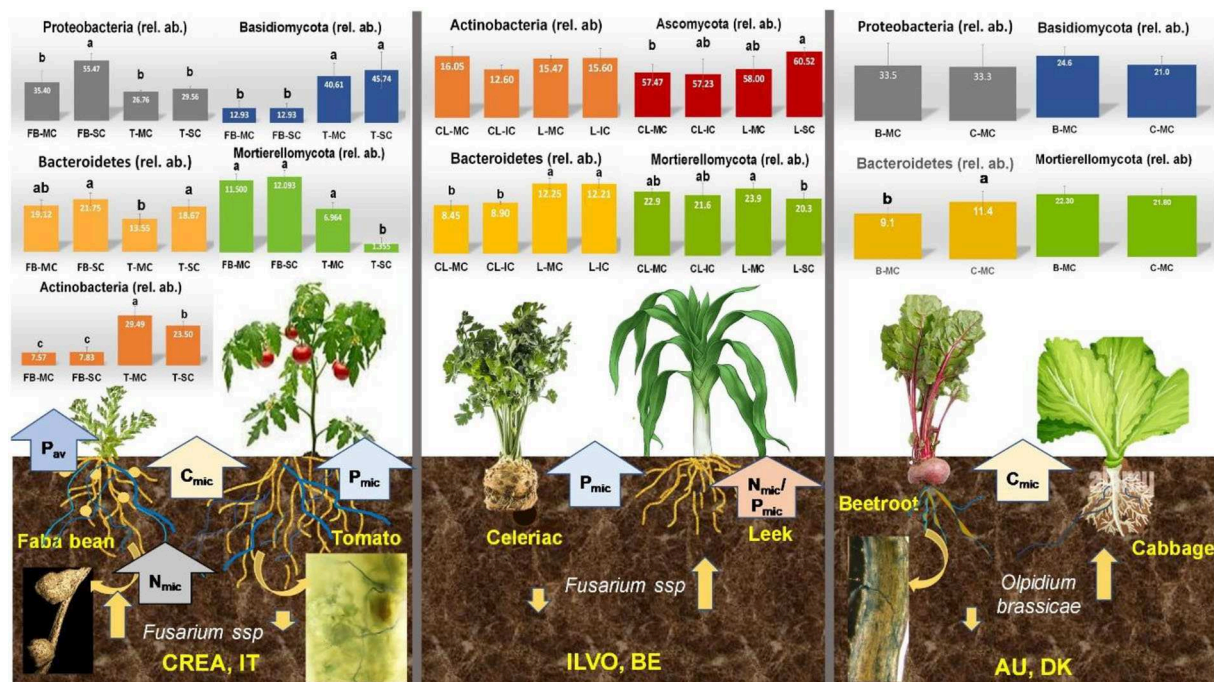 Proteobacteria (rel. ab.)
b
a
b
b
35.40
55.47
26.76
29.56
FB-MC FB-SC T-MC T-SC
Basidiomycota (rel. ab.)
b
b
a
a
12.93
12.93
40.61
45.74
FB-MC FB-SC T-MC T-SC
Bacteroidetes (rel. ab.)
ab
a
b
a
19.12
21.75
13.55
18.67
FB-MC FB-SC T-MC T-SC
Mortierellomycota (rel. ab.)
a
a
a
b
11.500
12.093
6.964
1.355
FB-MC FB-SC T-MC T-SC
Actinobacteria (rel. ab.)
c
c
a
b
7.57
7.83
29.49
23.50
FB-MC FB-SC T-MC T-SC
Pav
Cmic
Pmic
Faba bean
Tomato
Nmic
Fusarium ssp
CREA, IT
Actinobacteria (rel. ab.)
16.05
12.60
15.47
15.60
CL-MC CL-IC L-MC L-IC
Ascomycota (rel. ab.)
b
ab
ab
a
57.47
57.23
58.00
60.52
CL-MC CL-IC L-MC L-SC
Bacteroidetes (rel. ab.)
b
b
a
a
8.45
8.90
12.25
12.21
CL-MC CL-IC L-MC L-IC
Mortierellomycota (rel. ab.)
ab
ab
a
b
22.9
21.6
23.9
20.3
CL-MC CL-IC L-MC L-SC
Pmic
Nmic/
Pmic
Celeriac
Leek
Fusarium ssp
ILVO, BE
Proteobacteria (rel. ab.)
33.5
33.3
B-MC C-MC
Basidiomycota (rel. ab.)
24.6
21.0
B-MC C-MC
Bacteroidetes (rel. ab.)
b
a
9.1
11.4
B-MC C-MC
Mortierellomycota (rel. ab)
22.30
21.60
B-MC C-MC
Cmic
Beetroot
Cabbage
Olpidium
brassicae
AU, DK